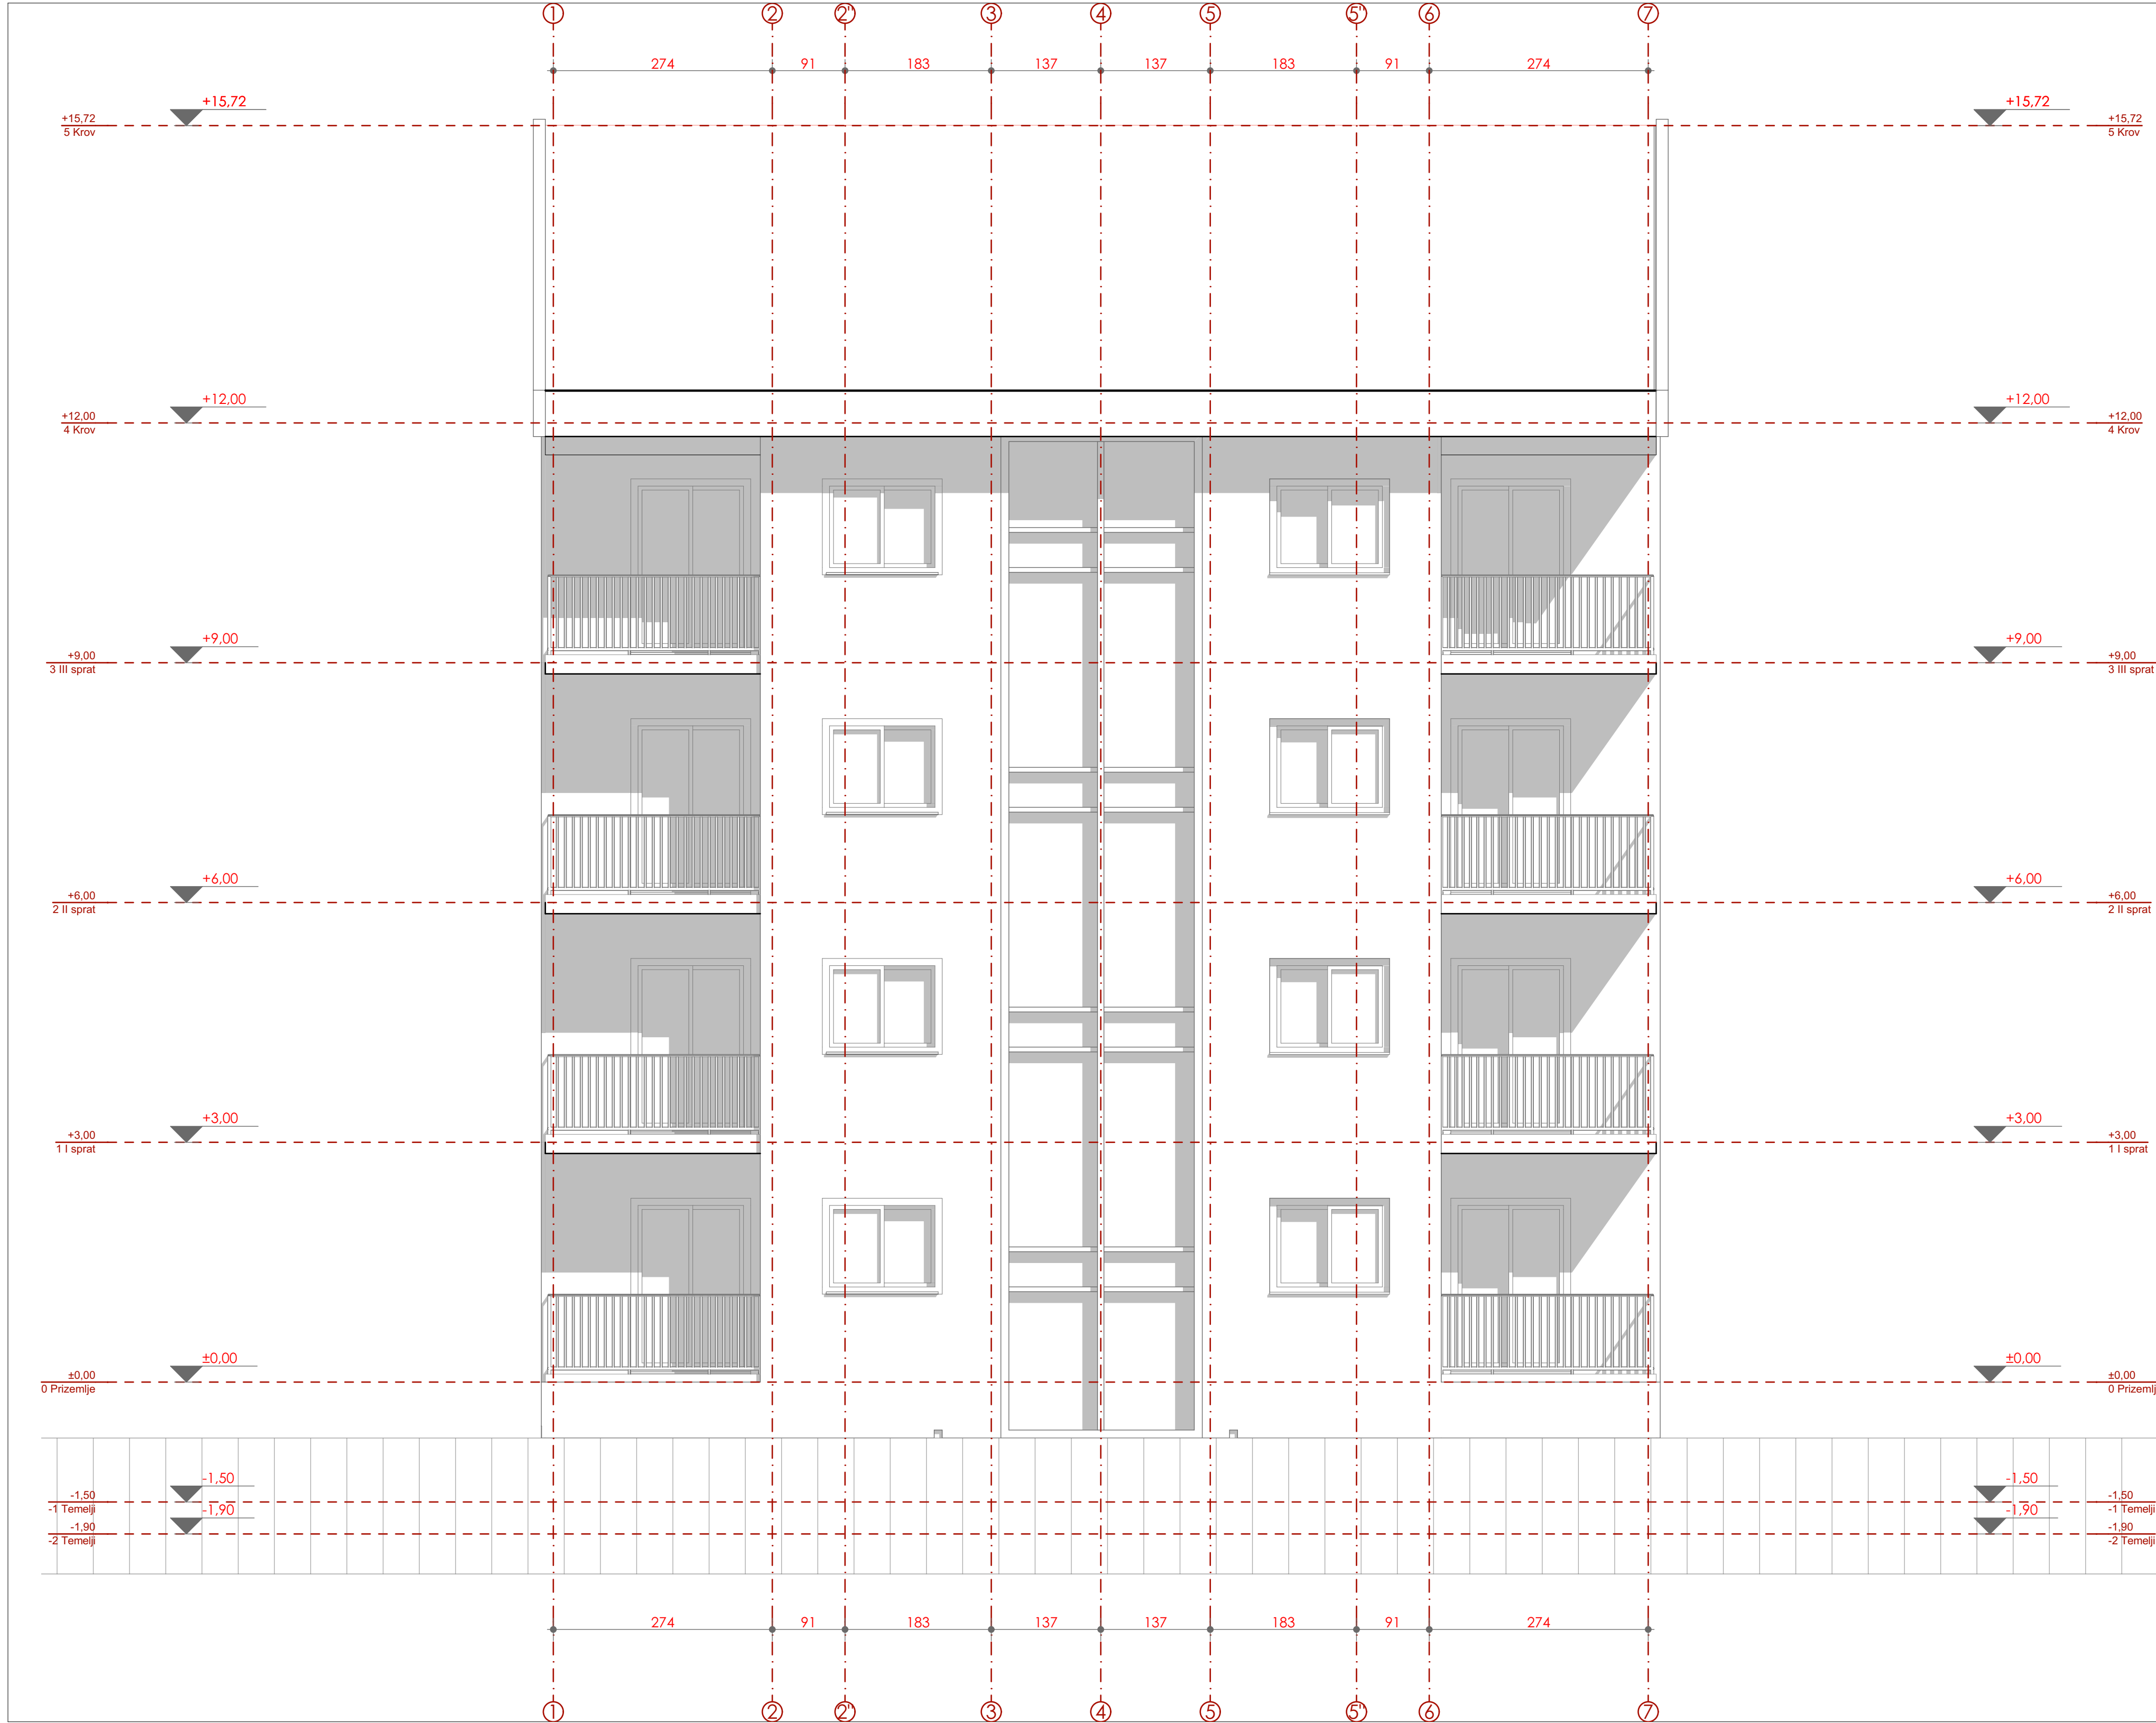 1 2 2" 3 4 5 5" 6 7
274 91 183 137 137 183 91 274
+15,72 +15,72
+15,72 +15,72
5 Krov 5 Krov
+12,00 +12,00
+12,00 +12,00
4 Krov 4 Krov
+9,00 +9,00
+9,00 +9,00
3 III sprat 3 III sprat
+6,00 +6,00
+6,00 +6,00
2 II sprat 2 II sprat
+3,00 +3,00
+3,00 +3,00
1 I sprat 1 I sprat
±0,00 ±0,00
±0,00 ±0,00
0 Prizemlje 0 Prizemlj
-1,50 -1,50
-1,50 -1,50
-1 Temelji -1 Temelji
-1,90 -1,90
-1,90 -1,90
-2 Temelji -2 Temelji
274 91 183 137 137 183 91 274
1 2 2" 3 4 5 5" 6 7